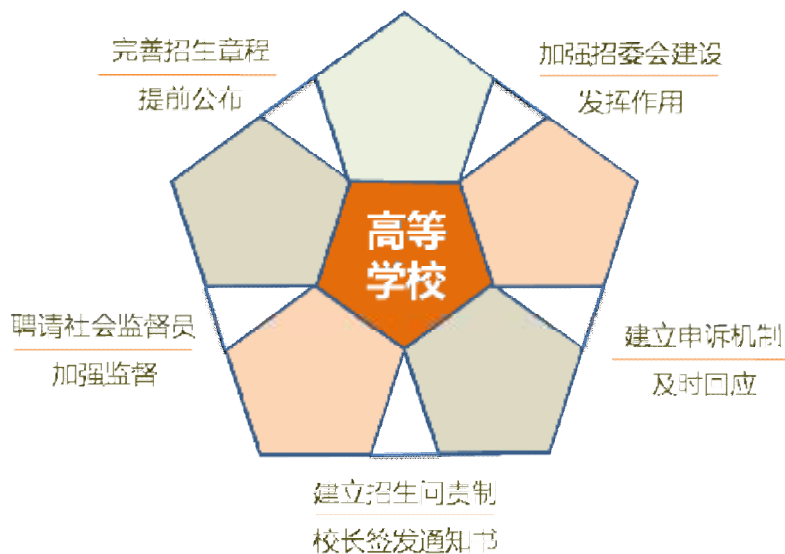 完善招生章程
提前公布
加强招委会建设
发挥作用
高等
学校
聘请社会监督员
加强监督
建立申诉机制
及时回应
建立招生问责制
校长签发通知书